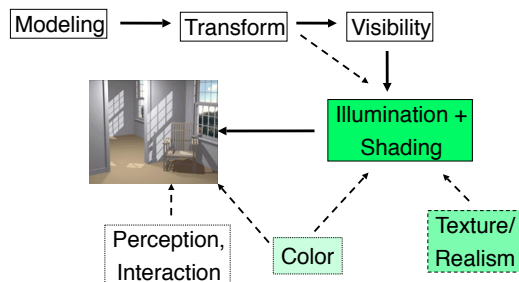 Modeling
Transform
Visibility
Illumination +
Shading
Perception,
Interaction
Color
Texture/
Realism